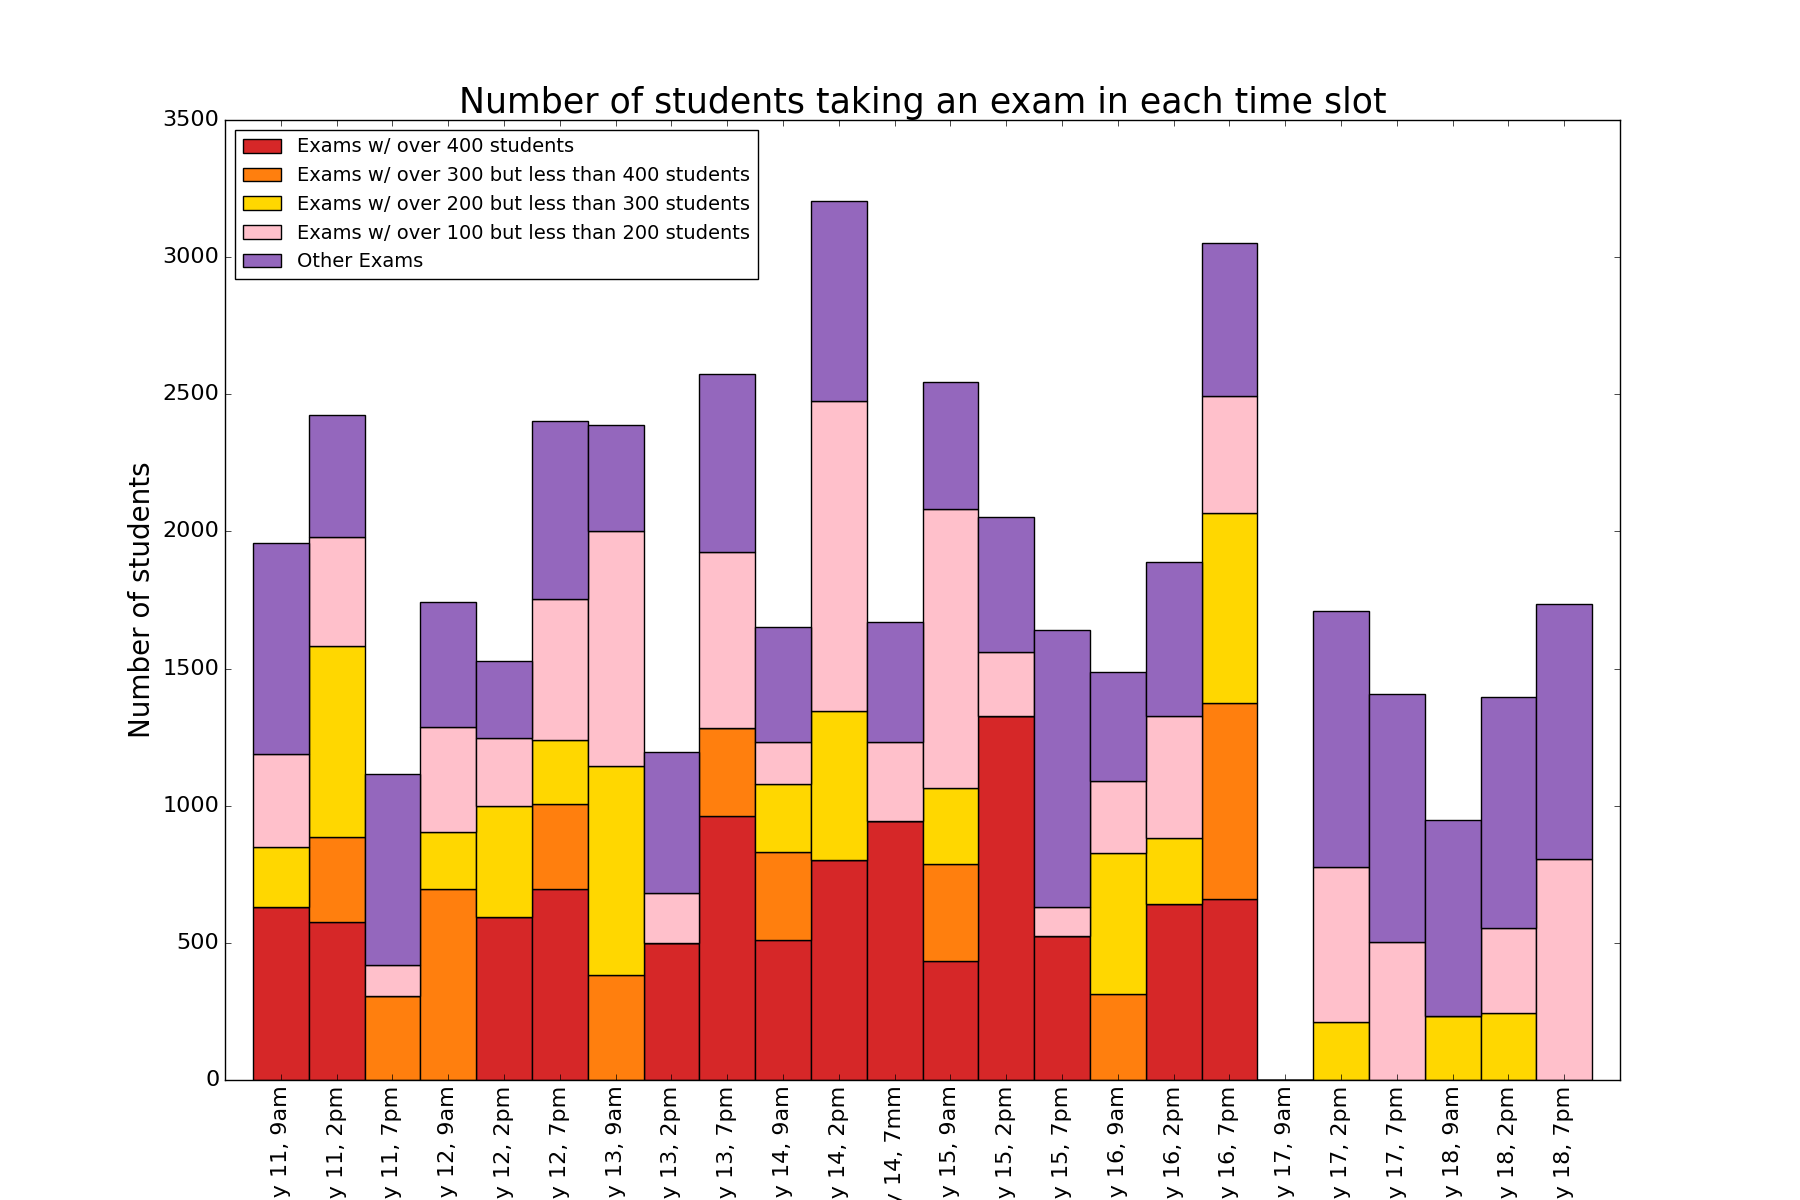 Number of students taking an exam in each time slot
3500
3000
2500
2000
1500
1000
500
0
Number of students
Exams w/ over 400 students
Exams w/ over 300 but less than 400 students
Exams w/ over 200 but less than 300 students
Exams w/ over 100 but less than 200 students
Other Exams
y 11, 9am
y 11, 2pm
y 11, 7pm
y 12, 9am
y 12, 2pm
y 12, 7pm
y 13, 9am
y 13, 2pm
y 13, 7pm
y 14, 9am
y 14, 2pm
y 14, 7mm
y 15, 9am
y 15, 2pm
y 15, 7pm
y 16, 9am
y 16, 2pm
y 16, 7pm
y 17, 9am
y 17, 2pm
y 17, 7pm
y 18, 9am
y 18, 2pm
y 18, 7pm